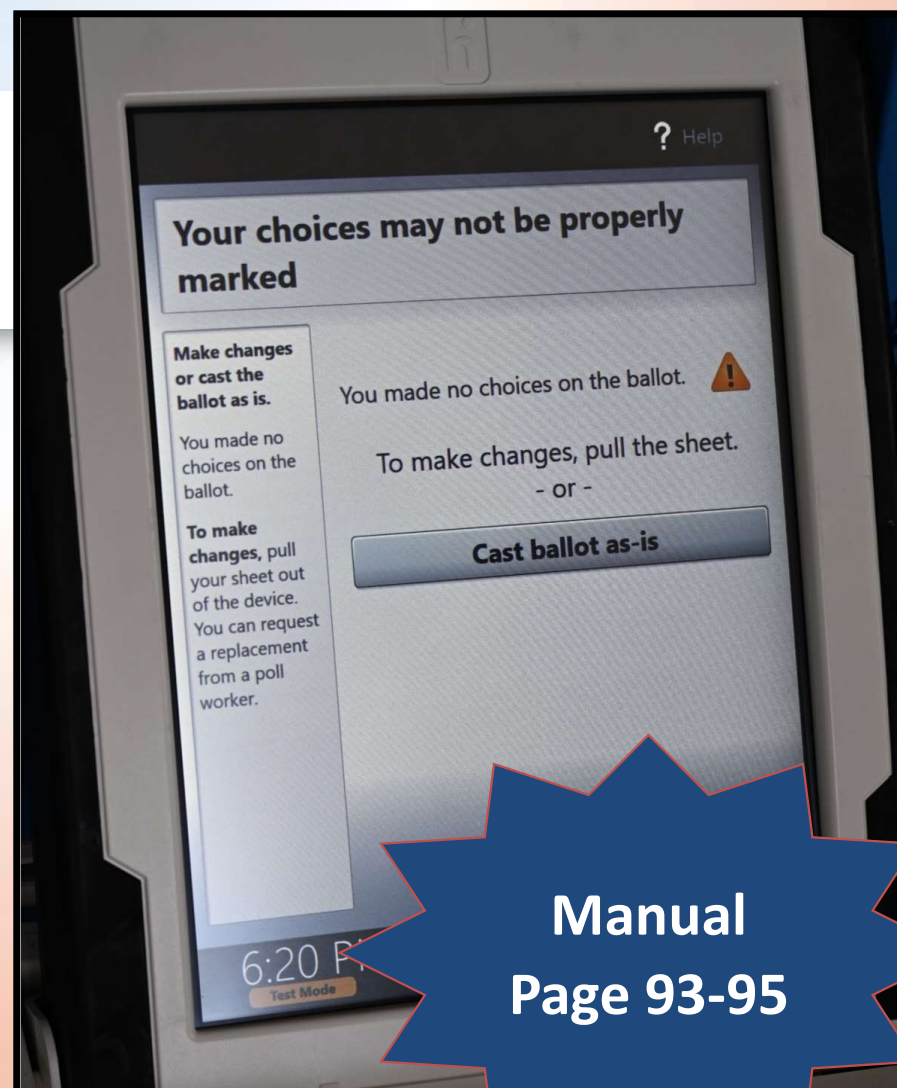 ? Help
Your choices may not be properly
marked
Make changes
or cast the
ballot as is.
You made no
choices on the
ballot.
To make
changes, pull
your sheet out
of the device.
You can request
a replacement
from a poll
worker.
You made no choices on the ballot.
To make changes, pull the sheet.
- or -
Cast ballot as-is
6:20
Test Mode
Manual
Page 93-95